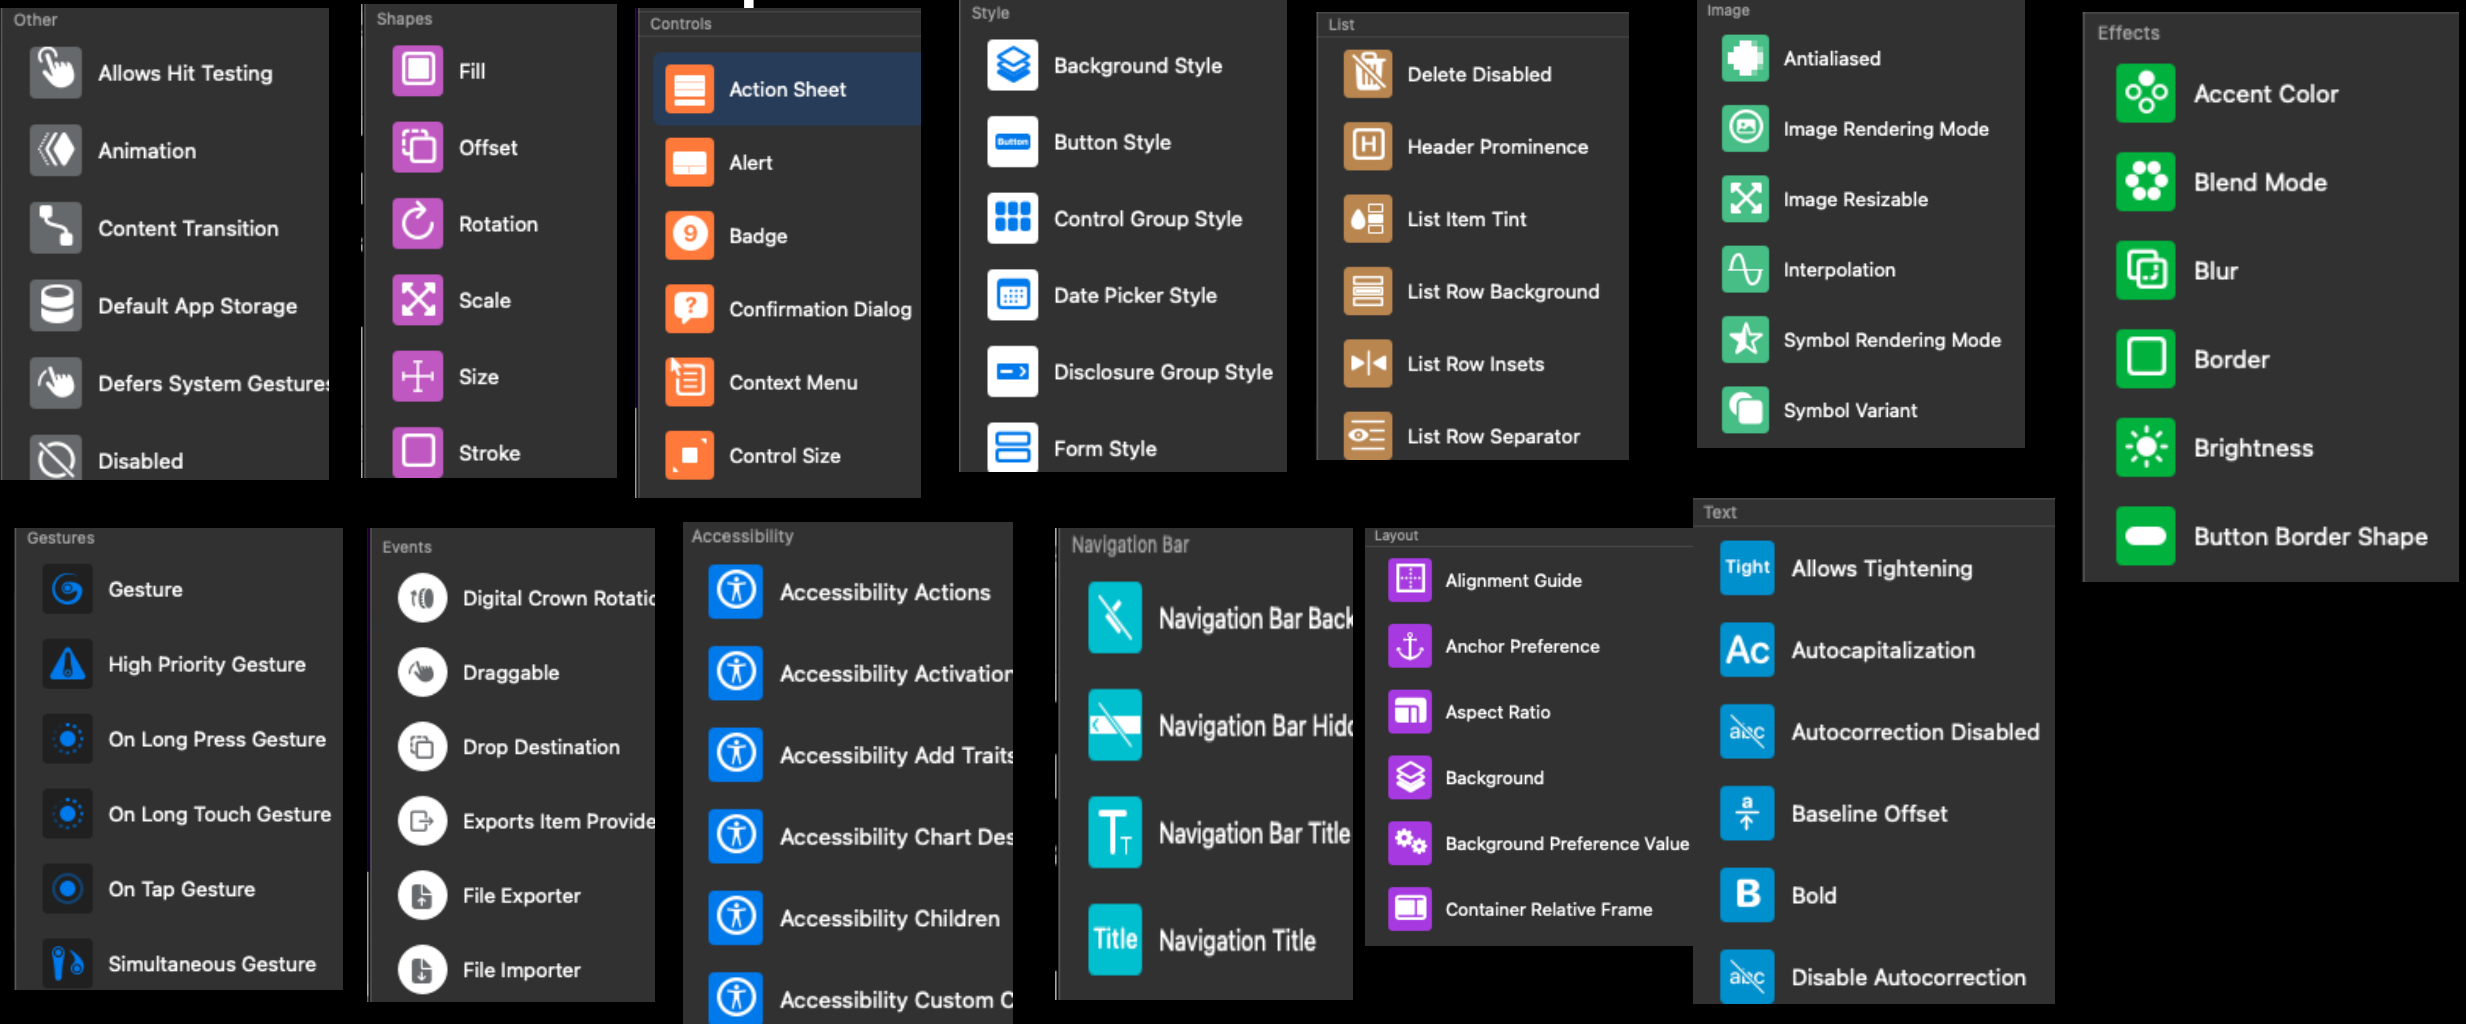 Other
Allows Hit Testing
Animation
Content Transition
Default App Storage
Defers System Gestures
Disabled
Shapes
Fill
Offset
Rotation
Scale
Size
Stroke
Controls
Action Sheet
Alert
9
Badge
?
Confirmation Dialog
Context Menu
Control Size
Style
Background Style
Button
Button Style
Control Group Style
Date Picker Style
Disclosure Group Style
Form Style
List
Delete Disabled
H
Header Prominence
List Item Tint
List Row Background
List Row Insets
List Row Separator
Image
Antialiased
Image Rendering Mode
Image Resizable
Interpolation
Symbol Rendering Mode
Symbol Variant
Effects
Accent Color
Blend Mode
Blur
Border
Brightness
Button Border Shape
Gestures
Gesture
High Priority Gesture
On Long Press Gesture
On Long Touch Gesture
On Tap Gesture
Simultaneous Gesture
Events
Digital Crown Rotatio
Draggable
Drop Destination
Exports Item Provide
File Exporter
File Importer
Accessibility
Accessibility Actions
Accessibility Activation
Accessibility Add Traits
Accessibility Chart Des
Accessibility Children
Accessibility Custom C
Navigation Bar
Navigation Bar Back
Navigation Bar Hidd
TT
Navigation Bar Title
Title
Navigation Title
Layout
Alignment Guide
Anchor Preference
Aspect Ratio
Background
Background Preference Value
Container Relative Frame
Text
Tight
Allows Tightening
Ac
Autocapitalization
abc
Autocorrection Disabled
a
Baseline Offset
B
Bold
abc
Disable Autocorrection